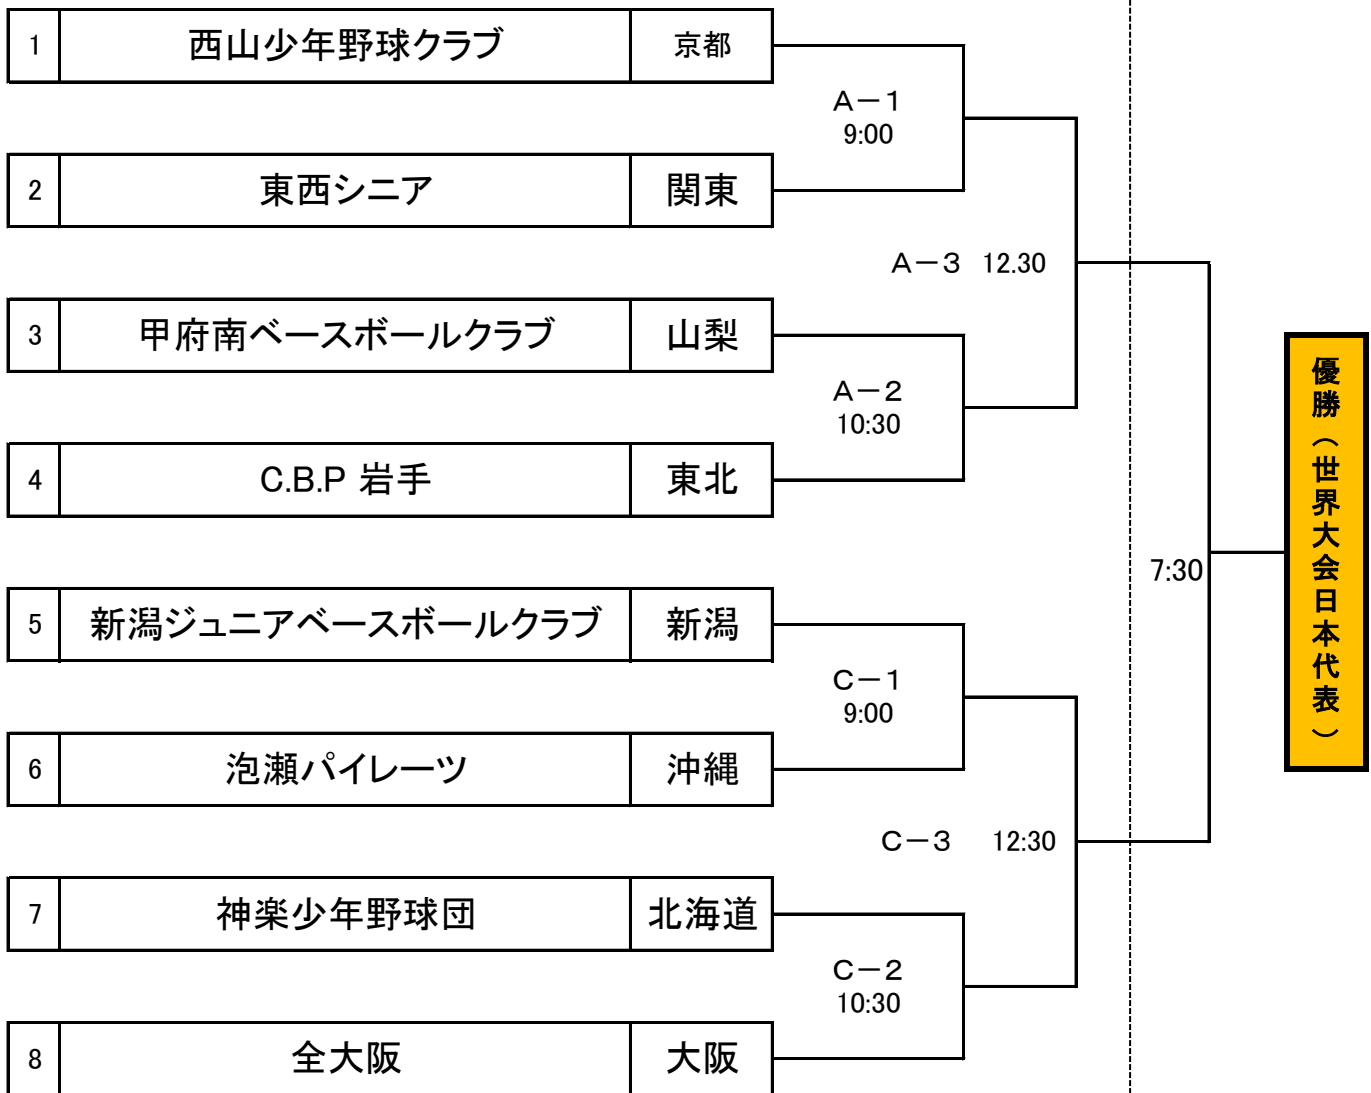 1 西山少年野球クラブ 京都
A－1
9:00
2 東西シニア 関東
A－3 12.30
3 甲府南ベースボールクラブ 山梨
A－2
10:30
4 C.B.P 岩手 東北
7:30
優勝（世界大会日本代表）
5 新潟ジュニアベースボールクラブ 新潟
C－1
9:00
6 泡瀬パイレーツ 沖縄
C－3 12:30
7 神楽少年野球団 北海道
C－2
10:30
8 全大阪 大阪